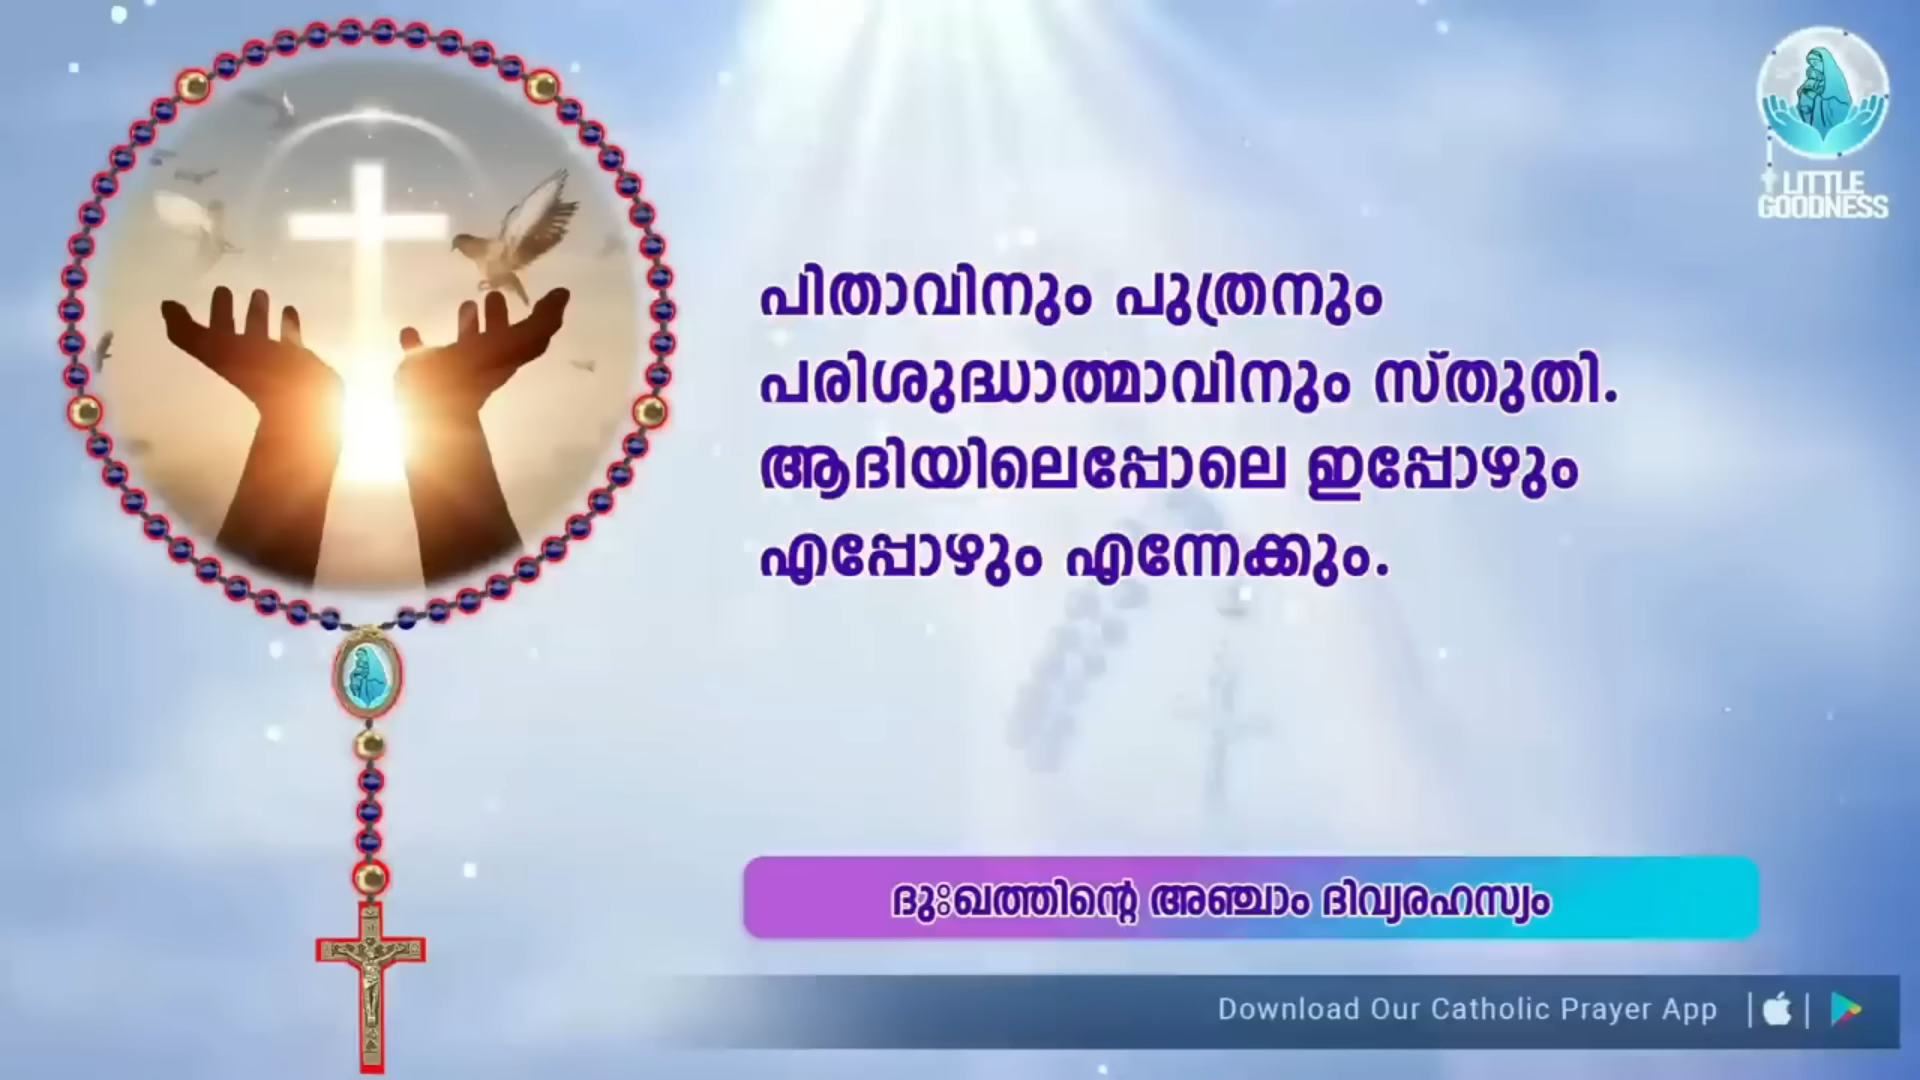 LITTLE
GOODNESS
പിതാവിനും പുത്രനും
പരിശുദ്ധാത്മാവിനും സ്തുതി.
ആദിയിലെപ്പോലെ ഇപ്പോഴും
എപ്പോഴും എന്നേക്കും.
ദുഃഖത്തിന്റെ അഞ്ചാം ദിവ്യരഹസ്യം
Download Our Catholic Prayer App